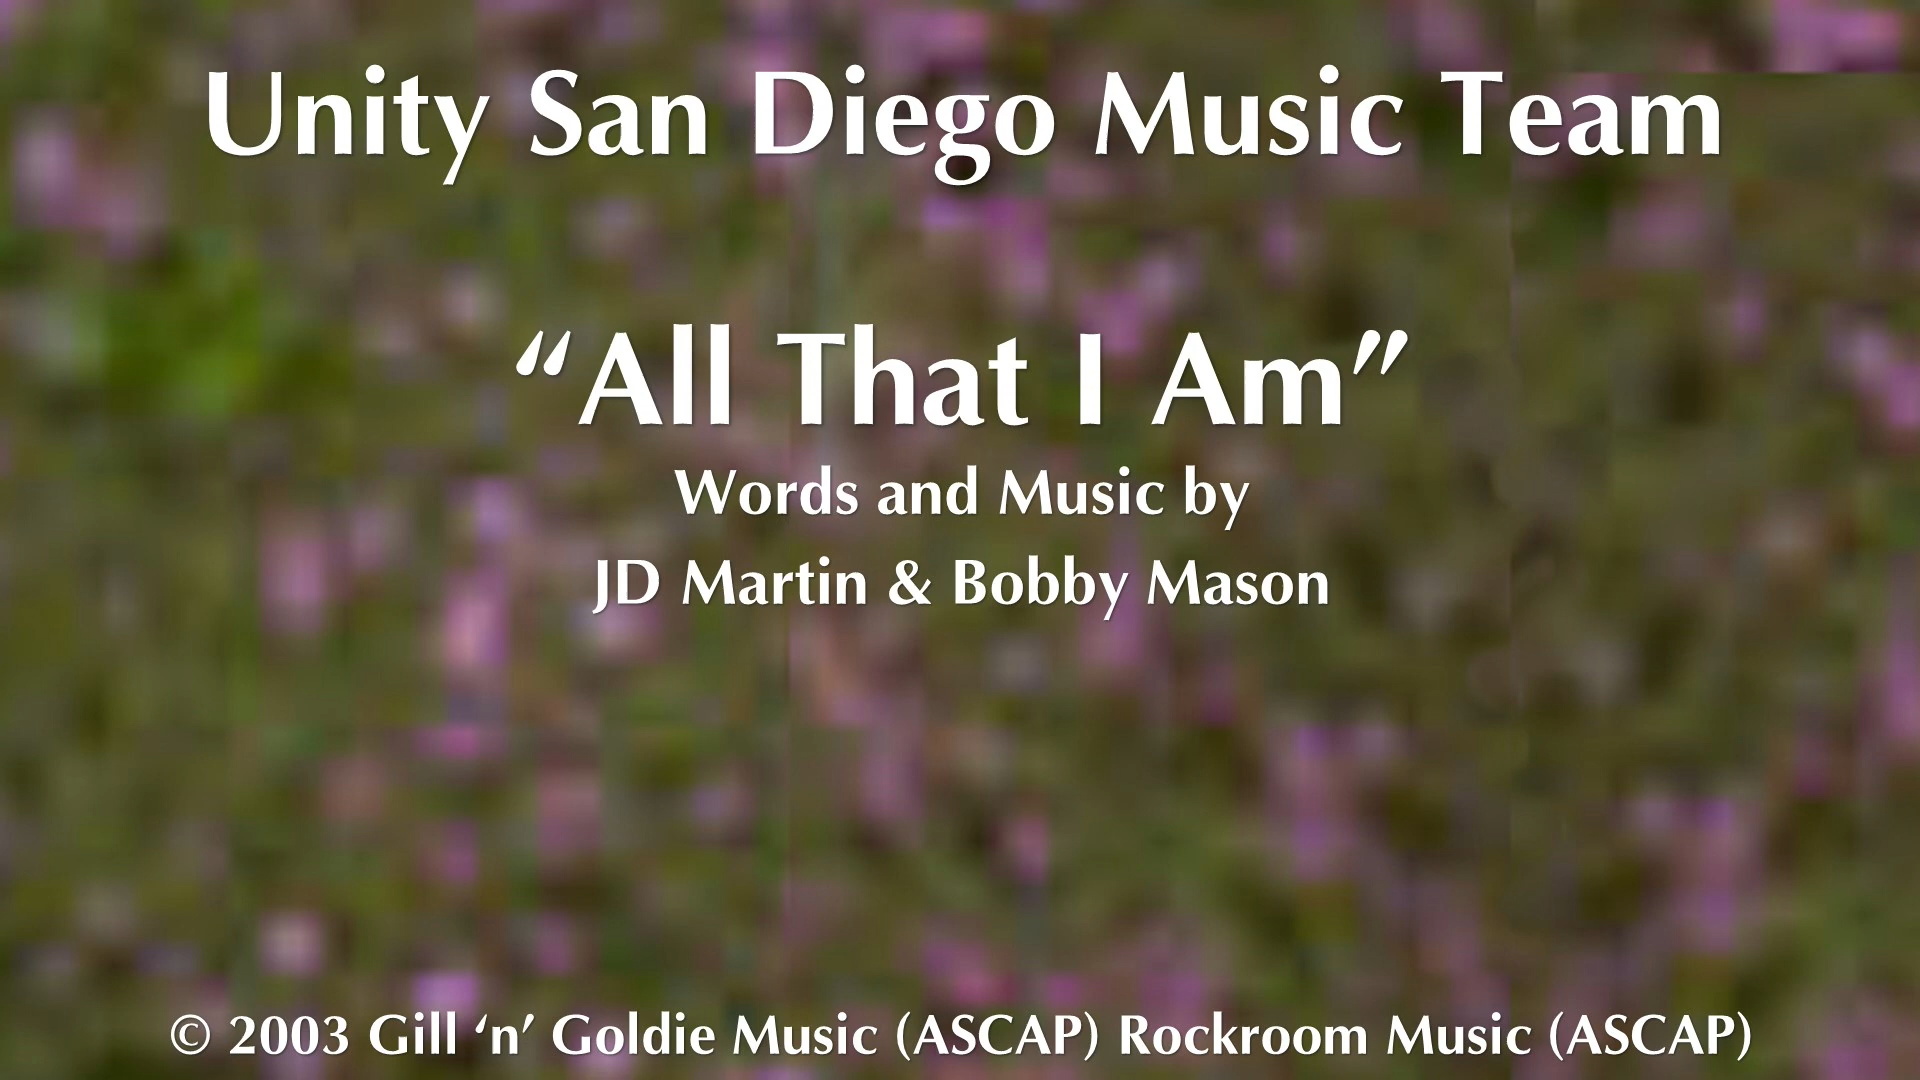 Unity San Diego Music Team
“All That I Am”
Words and Music by
JD Martin & Bobby Mason
© 2003 Gill ‘n’ Goldie Music (ASCAP) Rockroom Music (ASCAP)